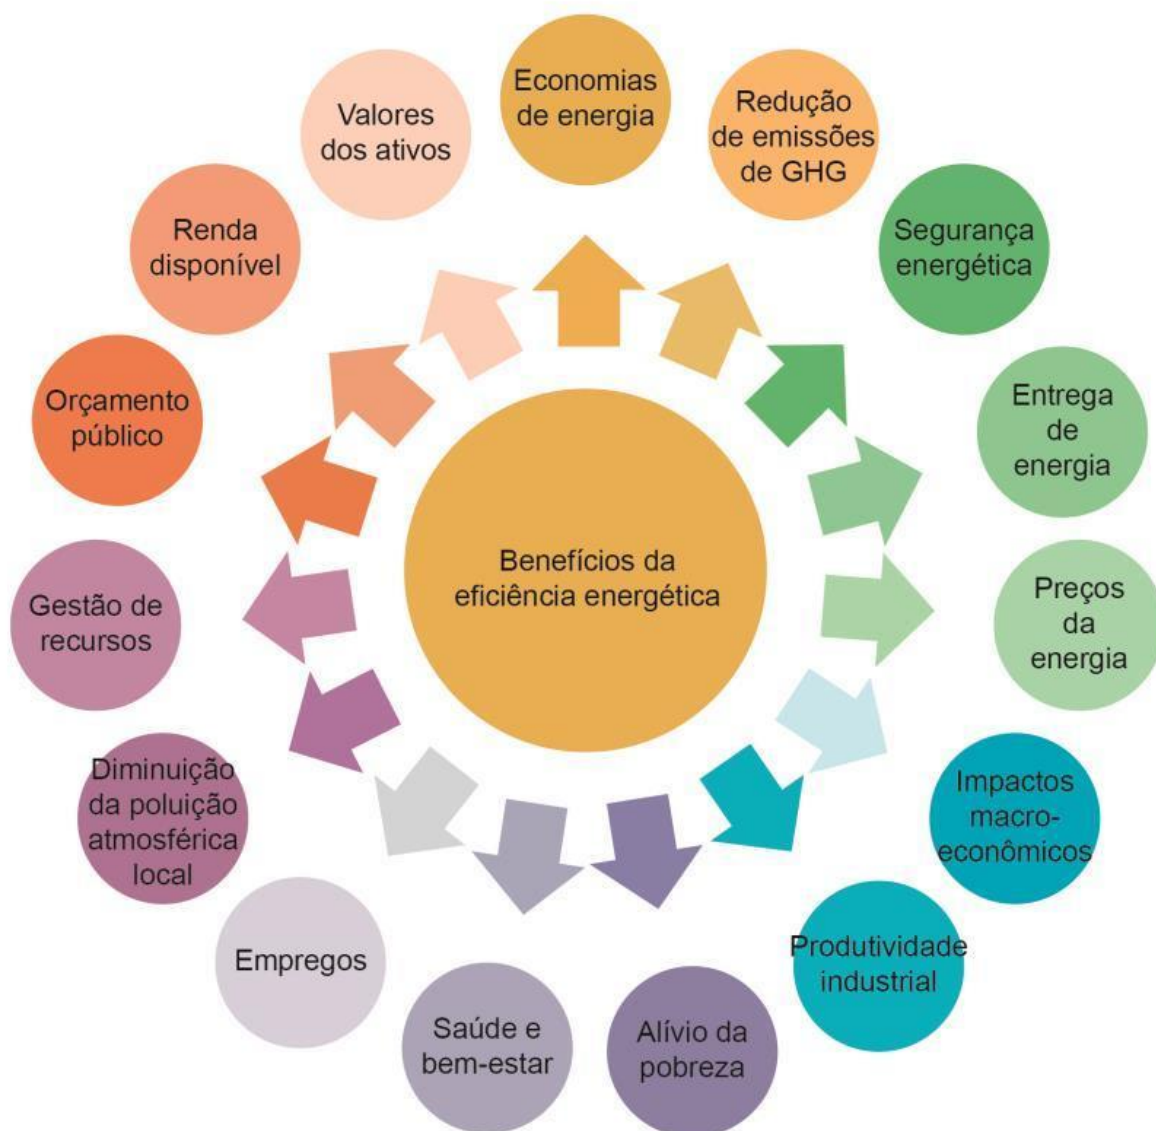 Economias
de energia
Redução
de emissões
de GHG
Segurança
energética
Entrega
de
energia
Preços
da
energia
Impactos
macro-
econômicos
Produtividade
industrial
Alívio da
pobreza
Saúde e
bem-estar
Empregos
Diminuição
da poluição
atmosférica
local
Gestão de
recursos
Orçamento
público
Renda
disponível
Valores
dos ativos
Benefícios da
eficiência energética